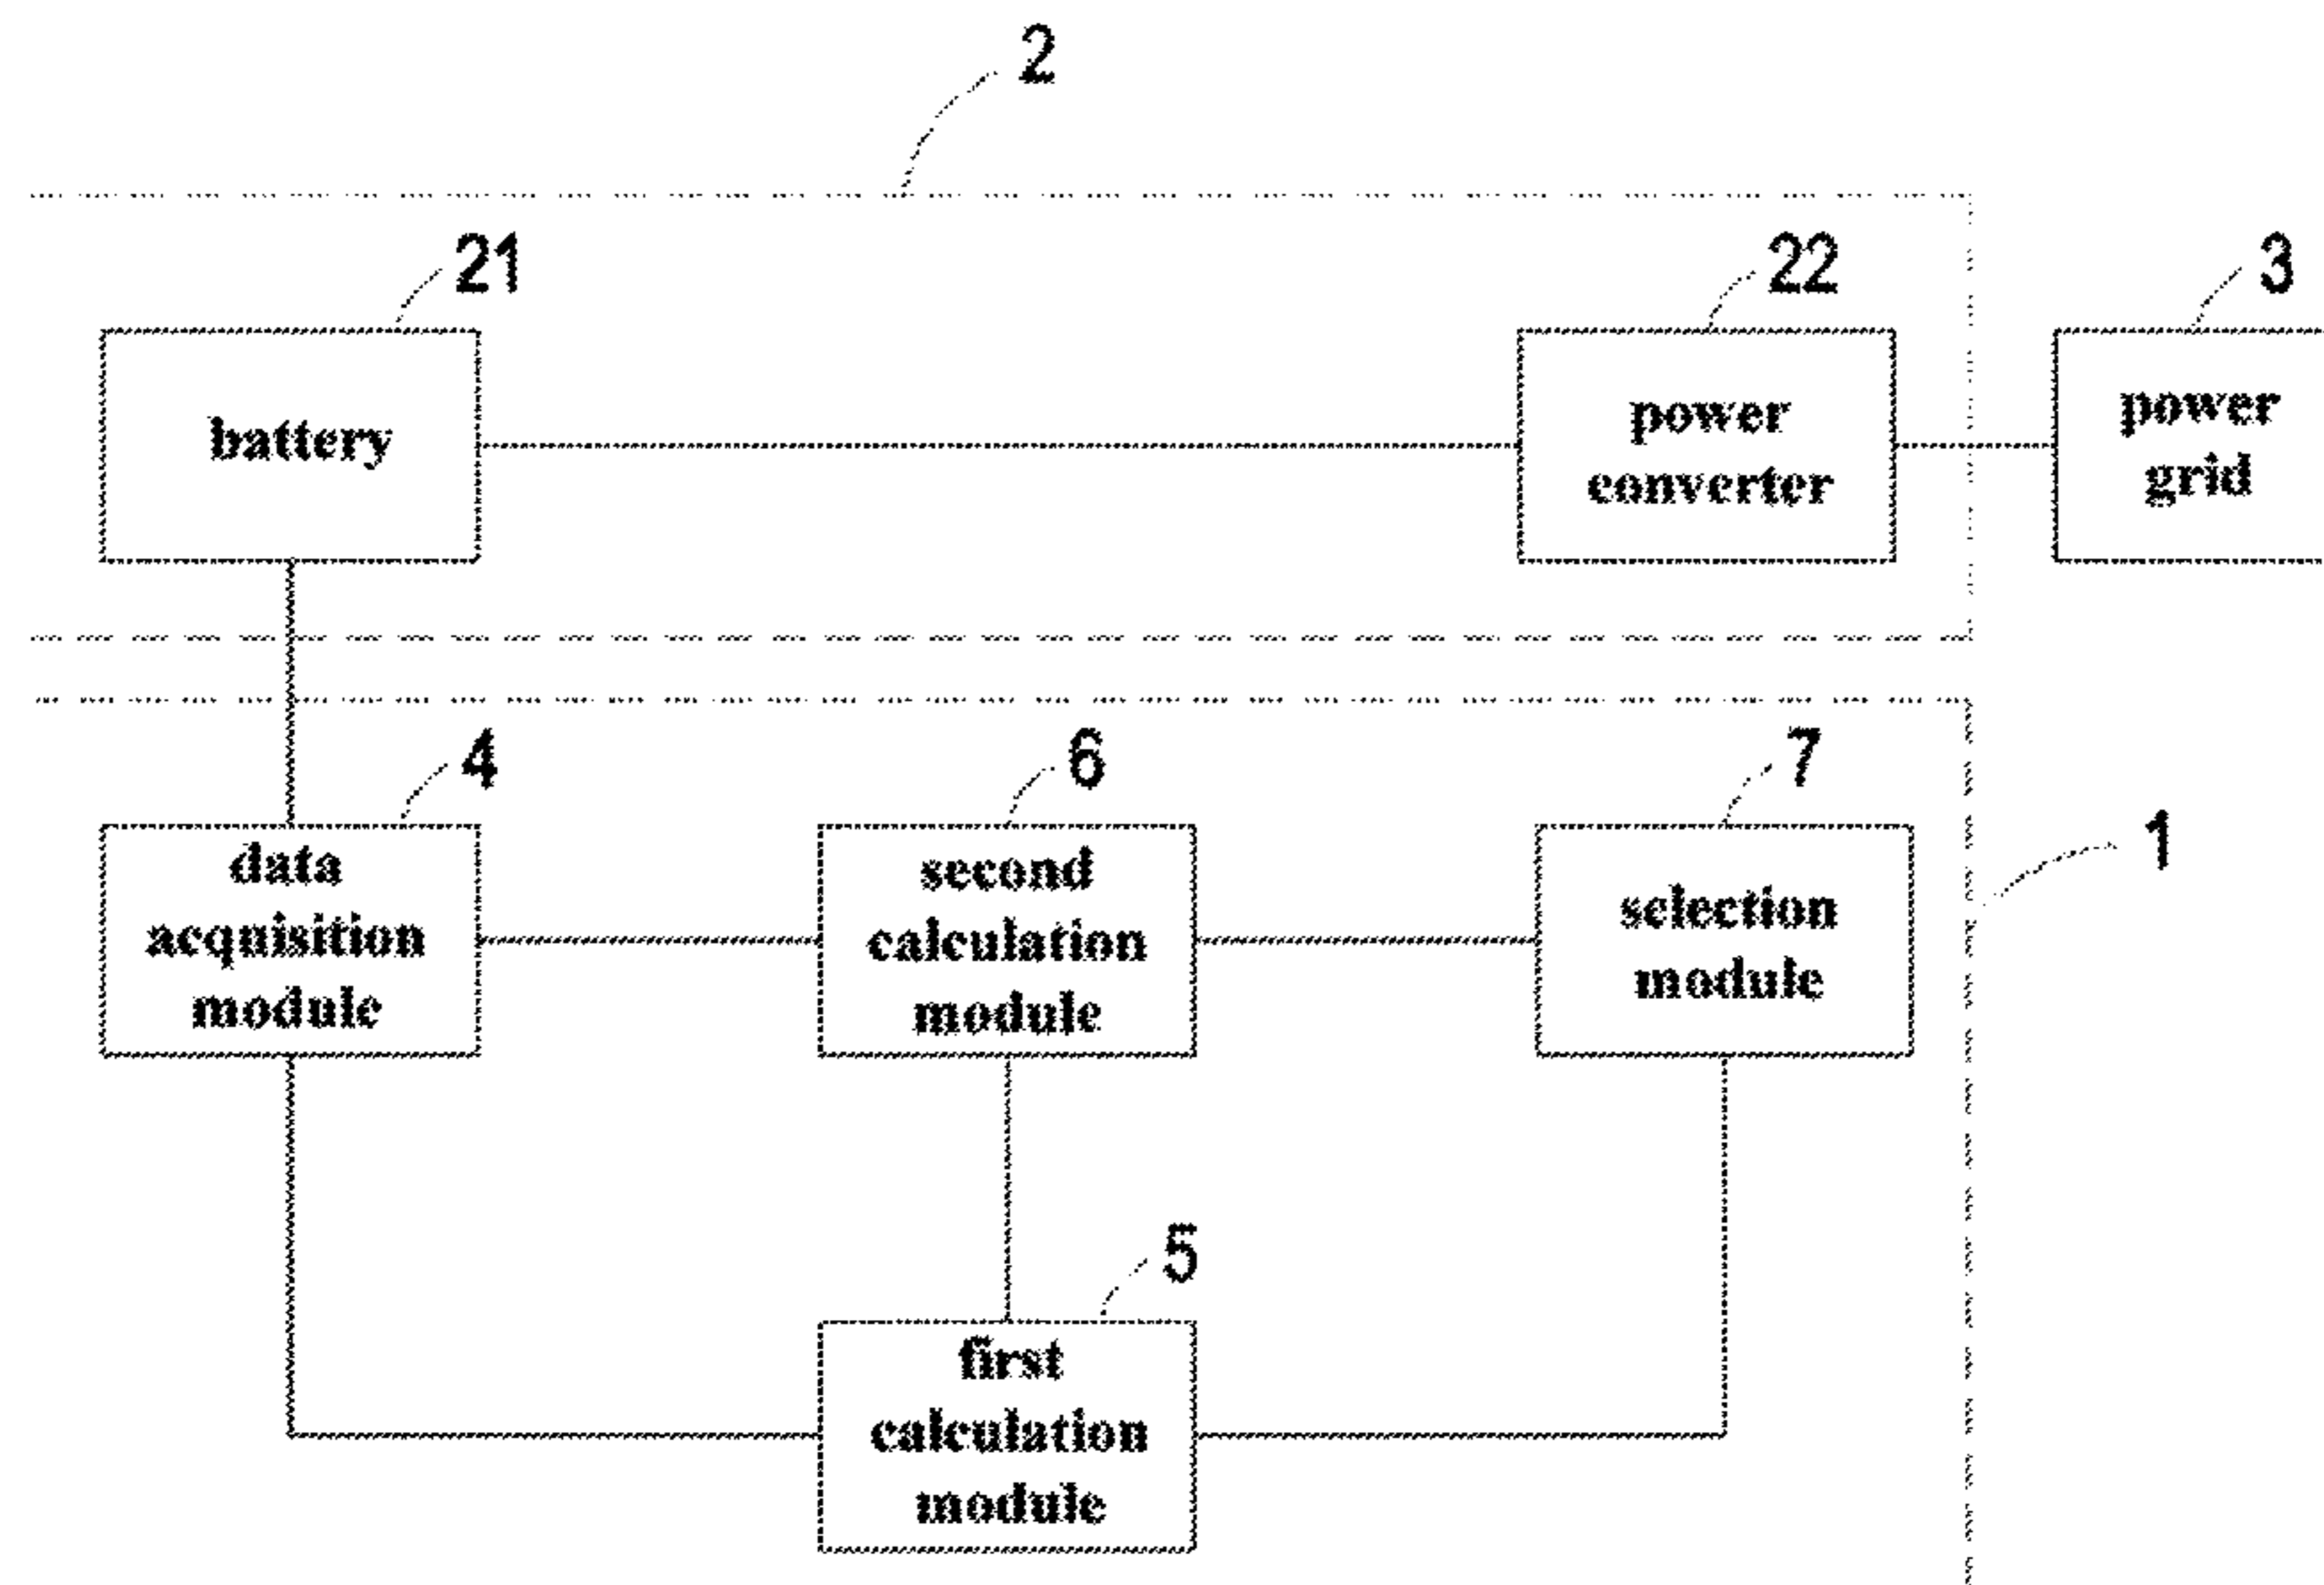 2
21
22
3
battery
power
converter
power
grid
4
6
7
1
data
acquisition
module
second
calculation
module
selection
module
5
first
calculation
module